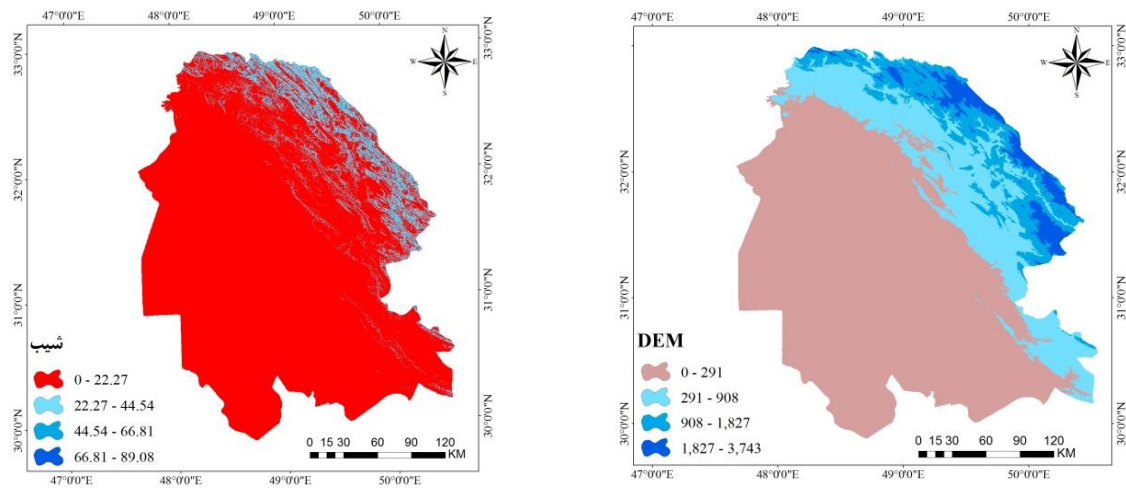 47°0'0"E 48°0'0"E 49°0'0"E 50°0'0"E
33°0'0"N
32°0'0"N
31°0'0"N
30°0'0"N
33°0'0"N
32°0'0"N
31°0'0"N
30°0'0"N
N
W E
S
شیب
0 - 22.27
22.27 - 44.54
44.54 - 66.81
66.81 - 89.08
0 15 30 60 90 120
KM
47°0'0"E 48°0'0"E 49°0'0"E 50°0'0"E
47°0'0"E 48°0'0"E 49°0'0"E 50°0'0"E
33°0'0"N
32°0'0"N
31°0'0"N
30°0'0"N
33°0'0"N
32°0'0"N
31°0'0"N
30°0'0"N
N
W E
S
DEM
0 - 291
291 - 908
908 - 1,827
1,827 - 3,743
0 15 30 60 90 120
KM
47°0'0"E 48°0'0"E 49°0'0"E 50°0'0"E